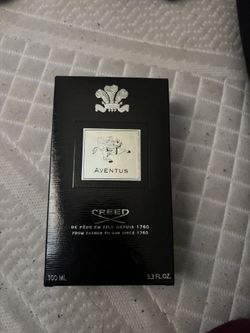 AVENTUS
CREED
DE PÈRE EN FILS DEPUIS 1760
FROM FATHER TO SON SINCE 1760
100 ML
3.3 FL.OZ.